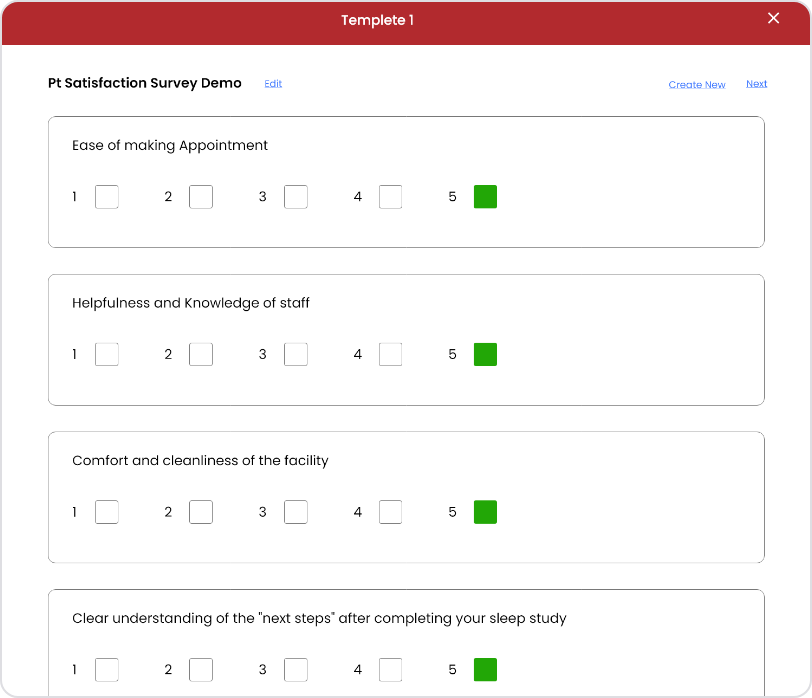 Templete 1
Pt Satisfaction Survey Demo Edit Create New Next
Ease of making Appointment
1 2 3 4 5
Helpfulness and Knowledge of staff
1 2 3 4 5
Comfort and cleanliness of the facility
1 2 3 4 5
Clear understanding of the "next steps" after completing your sleep study
1 2 3 4 5